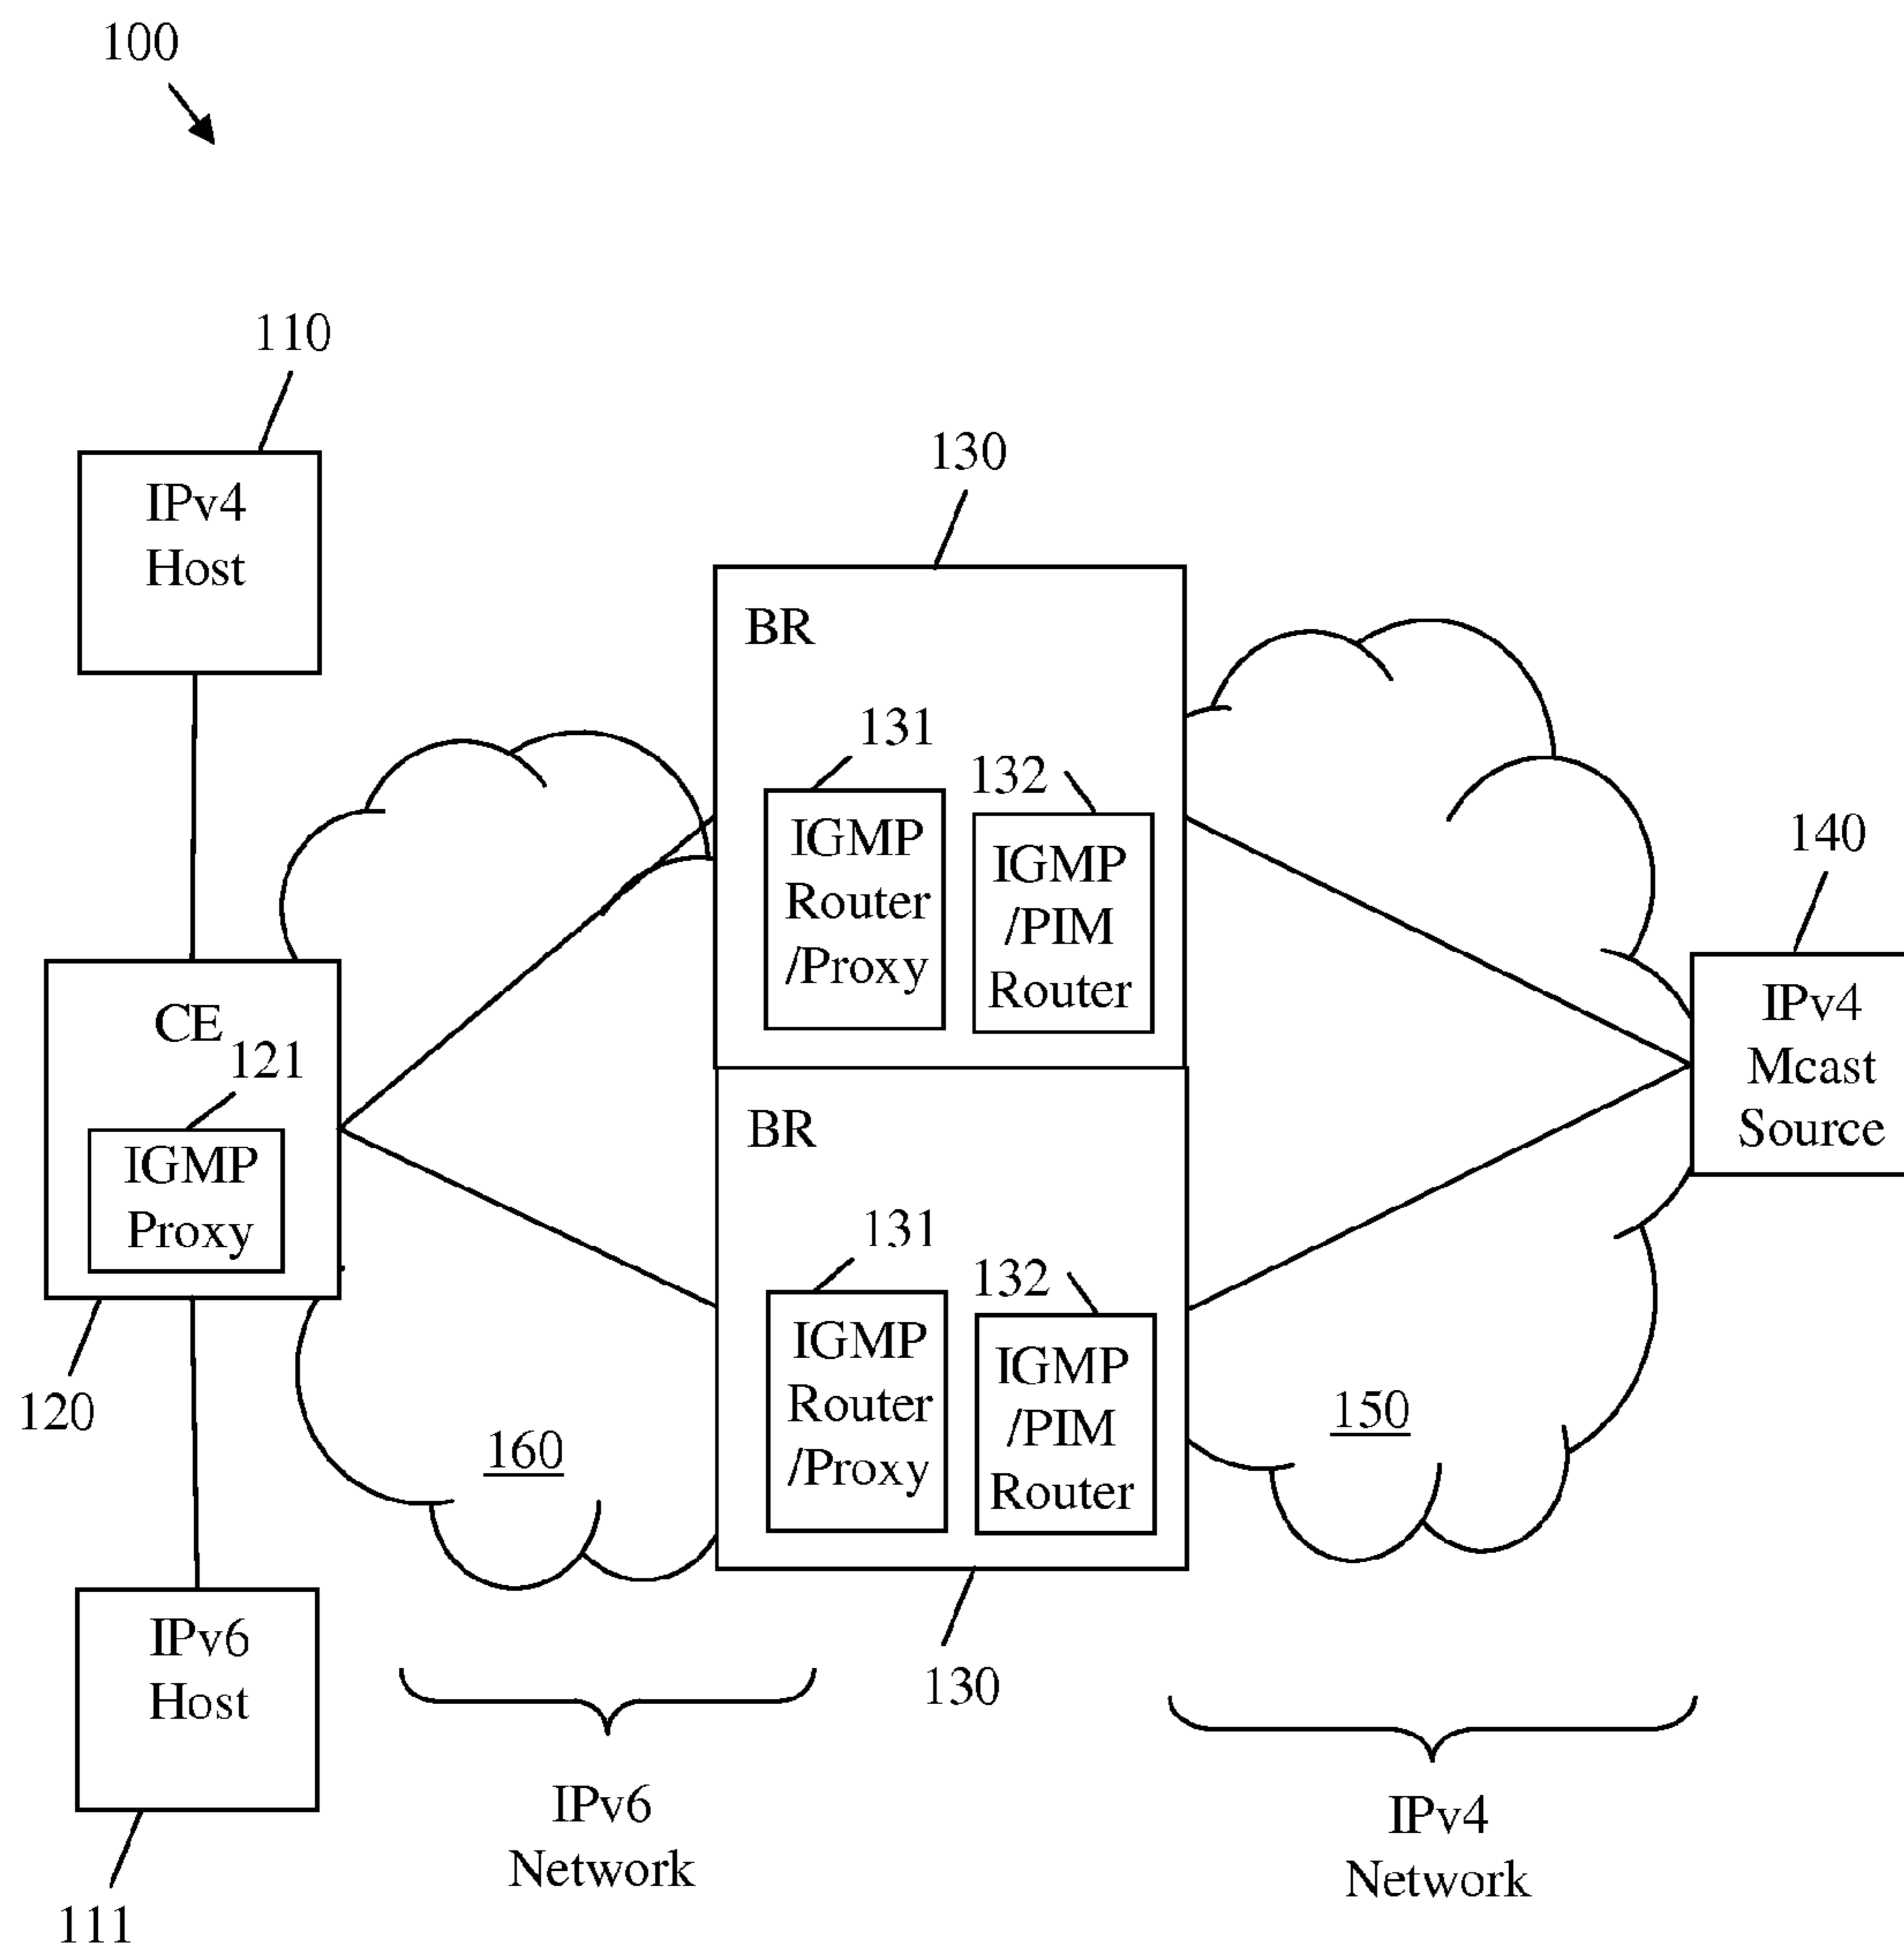 100
110
IPv4
Host
130
BR
131
132
IGMP
Router
/Proxy
IGMP
/PIM
Router
140
IPv4
Mcast
Source
CE
121
IGMP
Proxy
120
BR
131
132
IGMP
Router
/Proxy
IGMP
/PIM
Router
150
160
130
IPv6
Host
111
IPv6
Network
IPv4
Network